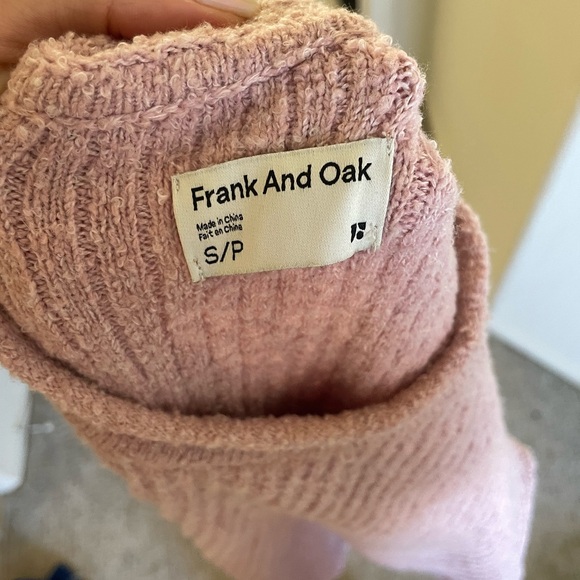 Frank And Oak
Made in China
Fait en Chine
S/P